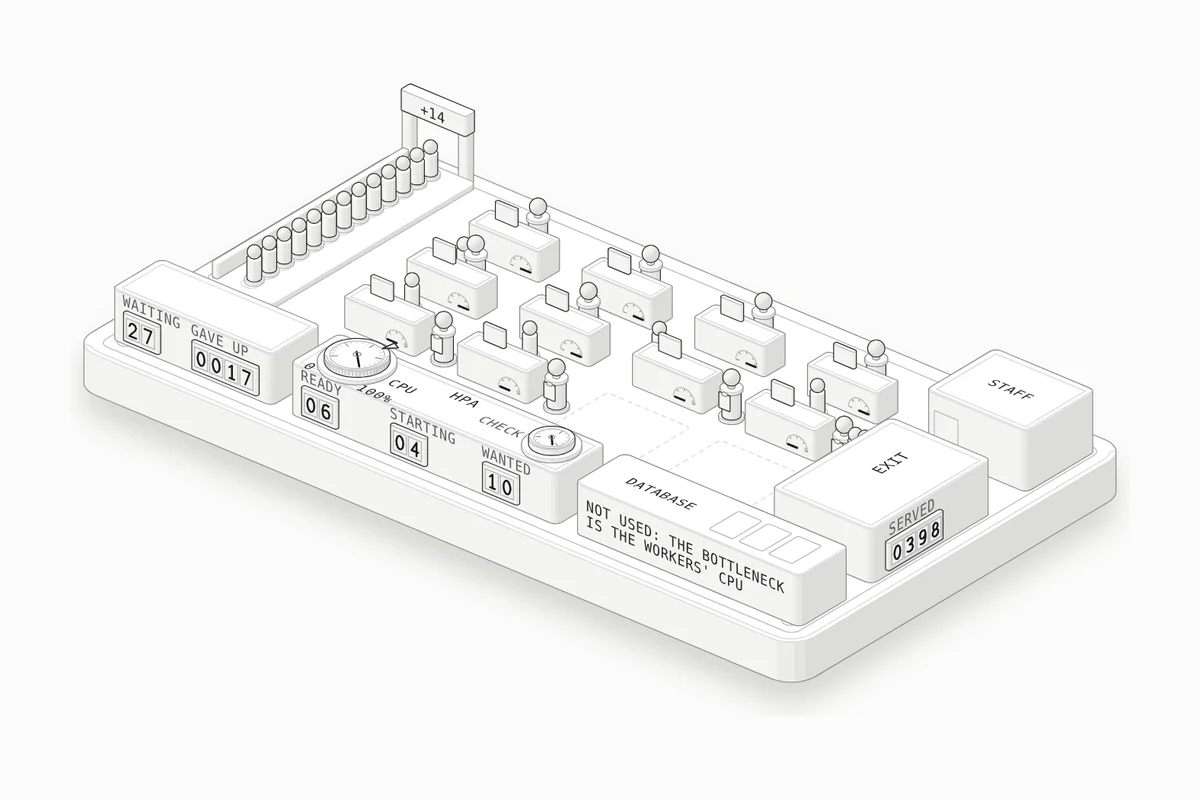 +14
WAITING
27
GAVE UP
0017
0
100%
CPU
HPA
CHECK
READY
06
STARTING
04
WANTED
10
DATABASE
NOT USED: THE BOTTLENECK
IS THE WORKERS' CPU
STAFF
EXIT
SERVED
0398